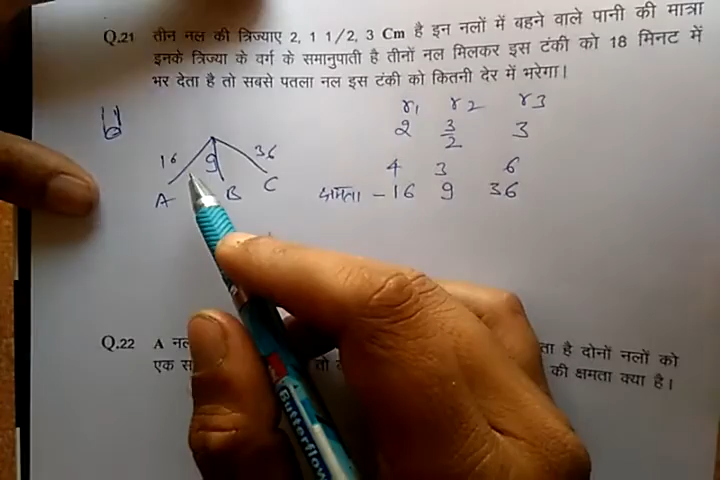 Q.21 तीन नल की त्रिज्याए 2, 1 1/2, 3 Cm है इन नलों में बहने वाले पानी की मात्रा
इनके त्रिज्या के वर्ग के समानुपाती है तीनों नल मिलकर इस टंकी को 18 मिनट में
भर देता है तो सबसे पतला नल इस टंकी को कितनी देर में भरेगा।
r1 r2 r3
2 3/2 3
16 9 36
A B C
4 3 6
क्षमता – 16 9 36
Q.22 A ता है दोनों नलों को
एक की क्षमता क्या है।
Butterflow